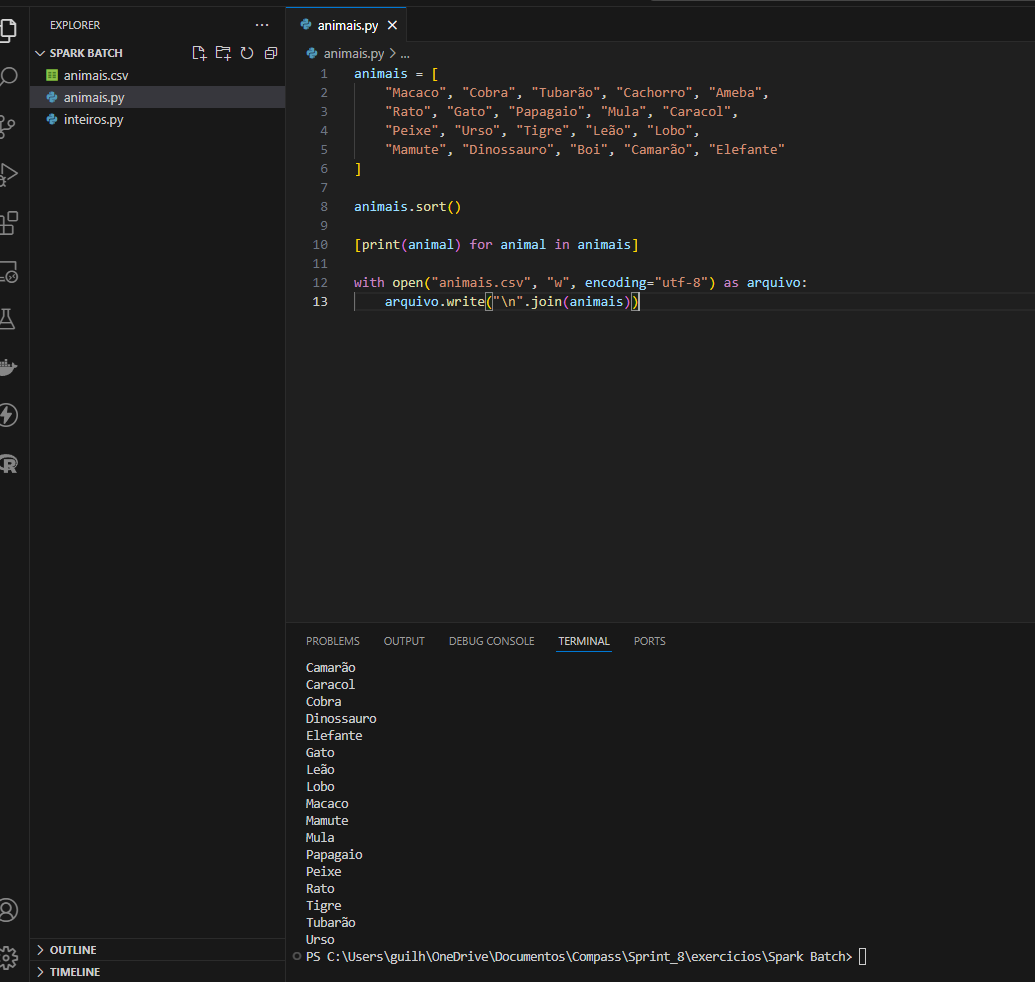 EXPLORER
SPARK BATCH
animais.csv
animais.py
inteiros.py
OUTLINE
TIMELINE
animais.py
animais.py > ...
1 animais = [
2     "Macaco", "Cobra", "Tubarão", "Cachorro", "Ameba",
3     "Rato", "Gato", "Papagaio", "Mula", "Caracol",
4     "Peixe", "Urso", "Tigre", "Leão", "Lobo",
5     "Mamute", "Dinossauro", "Boi", "Camarão", "Elefante"
6 ]
7
8 animais.sort()
9
10 [print(animal) for animal in animais]
11
12 with open("animais.csv", "w", encoding="utf-8") as arquivo:
13     arquivo.write("\n".join(animais))
PROBLEMS OUTPUT DEBUG CONSOLE TERMINAL PORTS
Camarão
Caracol
Cobra
Dinossauro
Elefante
Gato
Leão
Lobo
Macaco
Mamute
Mula
Papagaio
Peixe
Rato
Tigre
Tubarão
Urso
PS C:\Users\guilh\OneDrive\Documentos\Compass\Sprint_8\exercicios\Spark Batch>